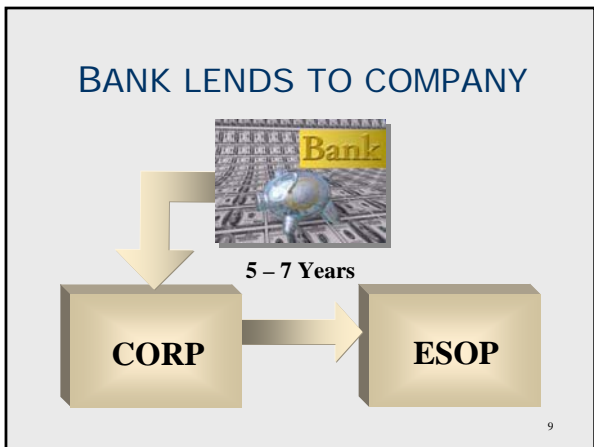 BANK LENDS TO COMPANY
Bank
5 – 7 Years
CORP
ESOP
9